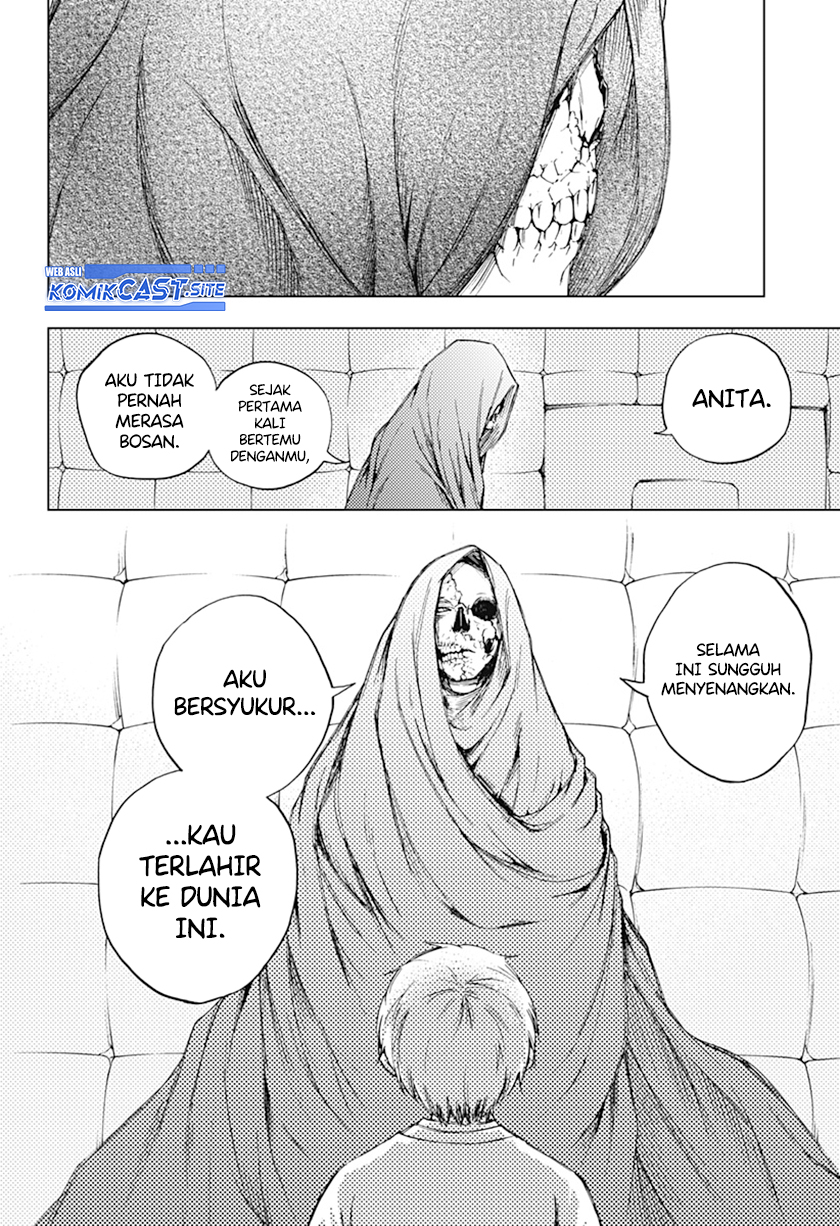 WEB ASLI
KOMIKCAST.SITE
ANITA.
SEJAK
PERTAMA
KALI
BERTEMU
DENGANMU,
AKU TIDAK
PERNAH
MERASA
BOSAN.
SELAMA
INI SUNGGUH
MENYENANGKAN.
AKU
BERSYUKUR...
...KAU
TERLAHIR
KE DUNIA
INI.